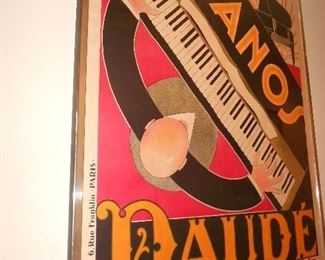 ANOS
DAUDÉ
6. Rue Franklin - PARIS -